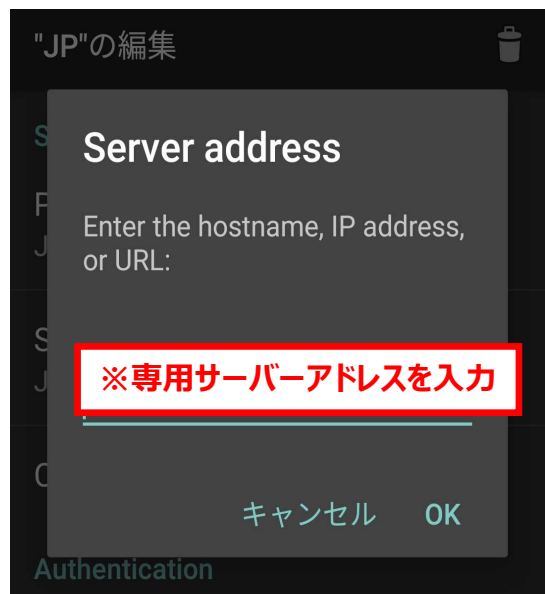 "JP"の編集
S
Server address
P
J
Enter the hostname, IP address,
or URL:
S
J
※専用サーバーアドレスを入力
C
キャンセル OK
Authentication